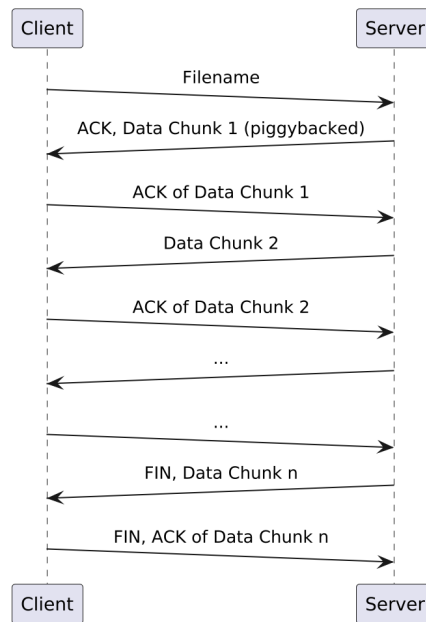 Client
Server
Filename
ACK, Data Chunk 1 (piggybacked)
ACK of Data Chunk 1
Data Chunk 2
ACK of Data Chunk 2
...
...
FIN, Data Chunk n
FIN, ACK of Data Chunk n
Client
Server